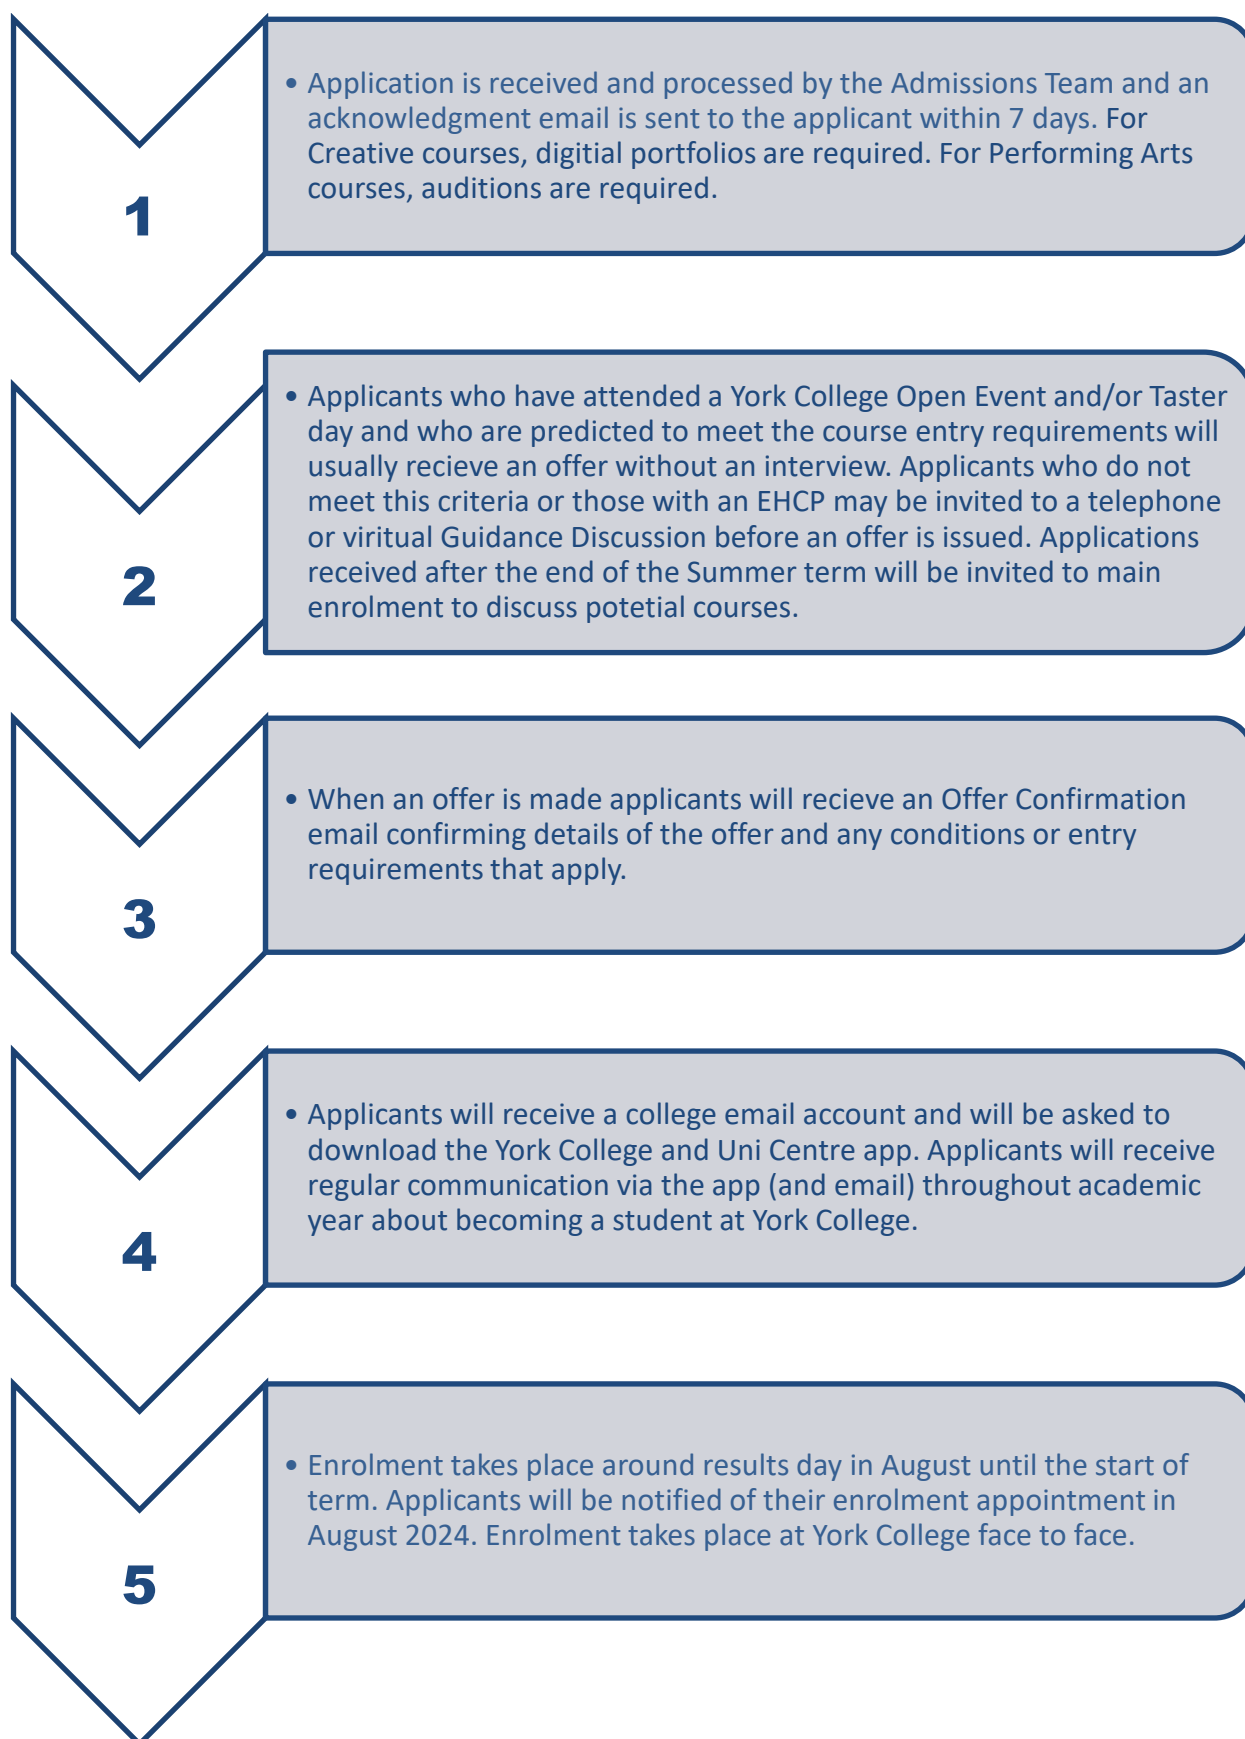 1
• Application is received and processed by the Admissions Team and an
acknowledgment email is sent to the applicant within 7 days. For
Creative courses, digitial portfolios are required. For Performing Arts
courses, auditions are required.
2
• Applicants who have attended a York College Open Event and/or Taster
day and who are predicted to meet the course entry requirements will
usually recieve an offer without an interview. Applicants who do not
meet this criteria or those with an EHCP may be invited to a telephone
or viritual Guidance Discussion before an offer is issued. Applications
received after the end of the Summer term will be invited to main
enrolment to discuss potetial courses.
3
• When an offer is made applicants will recieve an Offer Confirmation
email confirming details of the offer and any conditions or entry
requirements that apply.
4
• Applicants will receive a college email account and will be asked to
download the York College and Uni Centre app. Applicants will receive
regular communication via the app (and email) throughout academic
year about becoming a student at York College.
5
• Enrolment takes place around results day in August until the start of
term. Applicants will be notified of their enrolment appointment in
August 2024. Enrolment takes place at York College face to face.